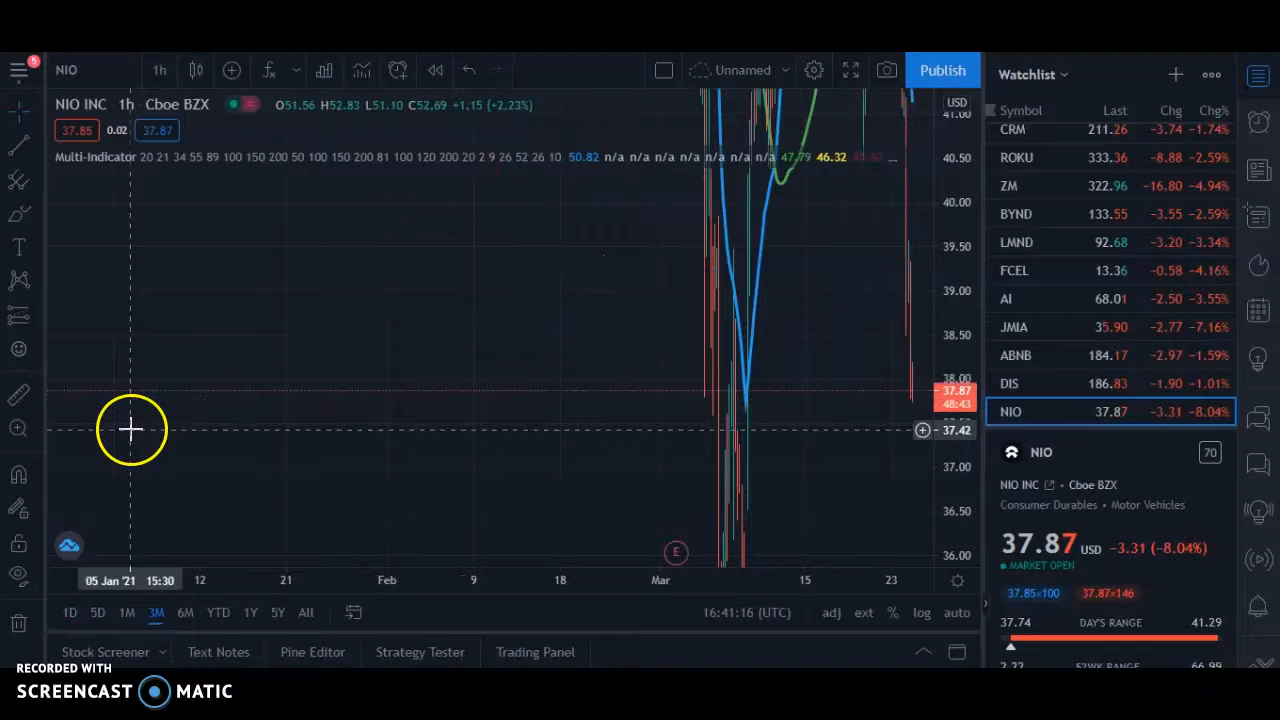 5
NIO 1h Unnamed Publish
NIO INC 1h Cboe BZX O51.56 H52.83 L51.10 C52.69 +1.15 (+2.23%)
37.85 0.02 37.87
Multi-Indicator 20 21 34 55 89 100 150 200 50 100 150 200 81 100 120 200 20 2 9 26 52 26 10 50.82 n/a n/a n/a n/a n/a n/a n/a 47.79 46.32 ...
USD
41.00
40.50
40.00
39.50
39.00
38.50
38.00
37.87
48:43
37.42
37.00
36.50
36.00
E
05 Jan '21 15:30 12 21 Feb 9 18 Mar 15 23
1D 5D 1M 3M 6M YTD 1Y 5Y All 16:41:16 (UTC) adj ext % log auto
Stock Screener Text Notes Pine Editor Strategy Tester Trading Panel
Watchlist
Symbol Last Chg Chg%
CRM 211.26 −3.74 −1.74%
ROKU 333.36 −8.88 −2.59%
ZM 322.96 −16.80 −4.94%
BYND 133.55 −3.55 −2.59%
LMND 92.68 −3.20 −3.34%
FCEL 13.36 −0.58 −4.16%
AI 68.01 −2.50 −3.55%
JMIA 35.90 −2.77 −7.16%
ABNB 184.17 −2.97 −1.59%
DIS 186.83 −1.90 −1.01%
NIO 37.87 −3.31 −8.04%
NIO 70
NIO INC • Cboe BZX
Consumer Durables • Motor Vehicles
37.87 USD −3.31 (−8.04%)
MARKET OPEN
37.85×100 37.87×146
37.74 DAY'S RANGE 41.29
2.22 52WK RANGE 66.99
RECORDED WITH
SCREENCAST MATIC